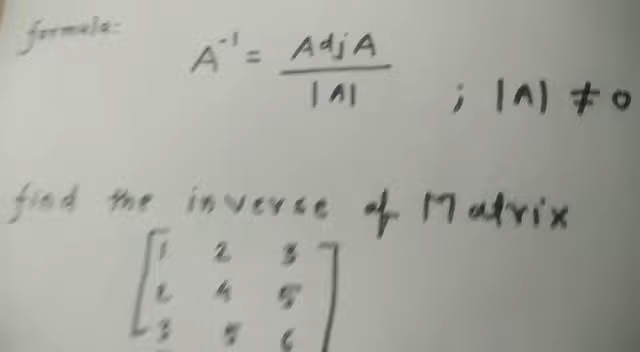 formula:
A⁻¹ = Adj A / |A| ; |A| ≠ 0
find the inverse of Matrix
1 2 3
2 4 5
3 5 6